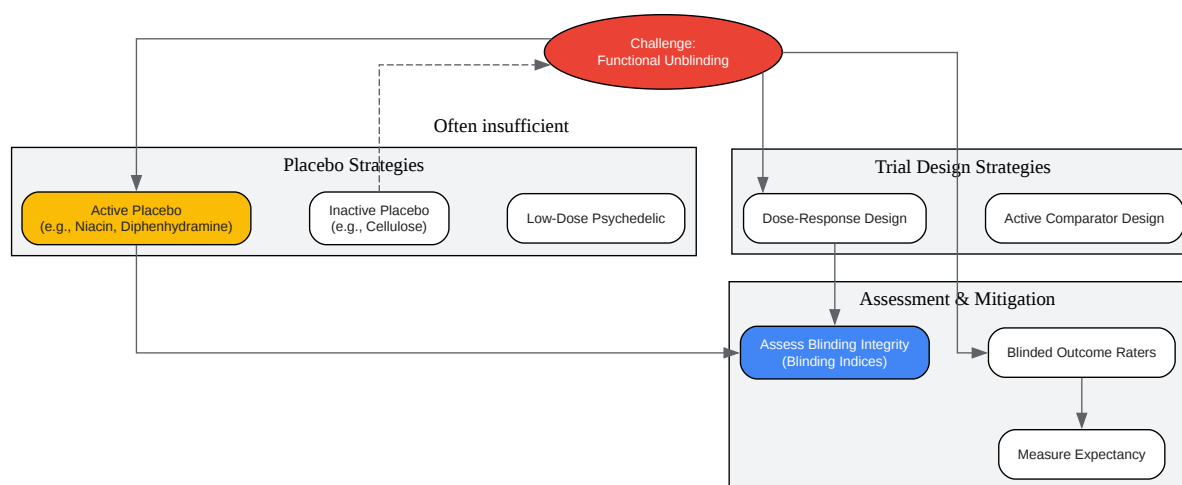 Challenge:
Functional Unblinding
Often insufficient
Placebo Strategies
Active Placebo
(e.g., Niacin, Diphenhydramine)
Inactive Placebo
(e.g., Cellulose)
Low-Dose Psychedelic
Trial Design Strategies
Dose-Response Design
Active Comparator Design
Assessment & Mitigation
Assess Blinding Integrity
(Blinding Indices)
Blinded Outcome Raters
Measure Expectancy